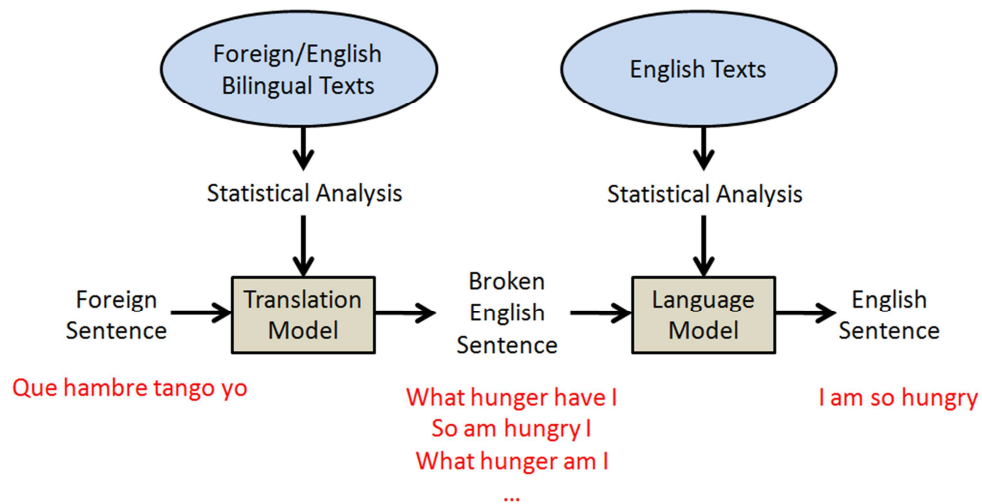 Foreign/English
Bilingual Texts
English Texts
Statistical Analysis
Statistical Analysis
Foreign
Sentence
Translation
Model
Broken
English
Sentence
Language
Model
English
Sentence
Que hambre tango yo
What hunger have I
So am hungry I
What hunger am I
...
I am so hungry